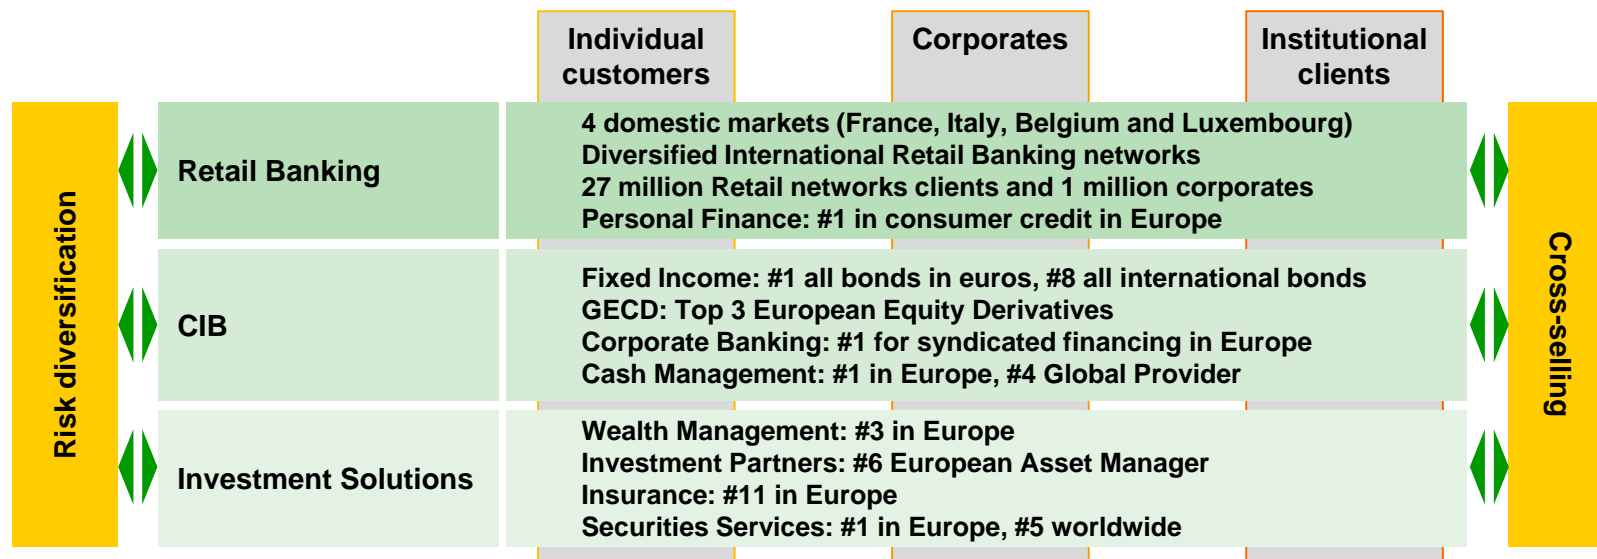 Individual
customers
Corporates
Institutional
clients
Risk diversification
Retail Banking
4 domestic markets (France, Italy, Belgium and Luxembourg)
Diversified International Retail Banking networks
27 million Retail networks clients and 1 million corporates
Personal Finance: #1 in consumer credit in Europe
CIB
Fixed Income: #1 all bonds in euros, #8 all international bonds
GECD: Top 3 European Equity Derivatives
Corporate Banking: #1 for syndicated financing in Europe
Cash Management: #1 in Europe, #4 Global Provider
Investment Solutions
Wealth Management: #3 in Europe
Investment Partners: #6 European Asset Manager
Insurance: #11 in Europe
Securities Services: #1 in Europe, #5 worldwide
Cross-selling